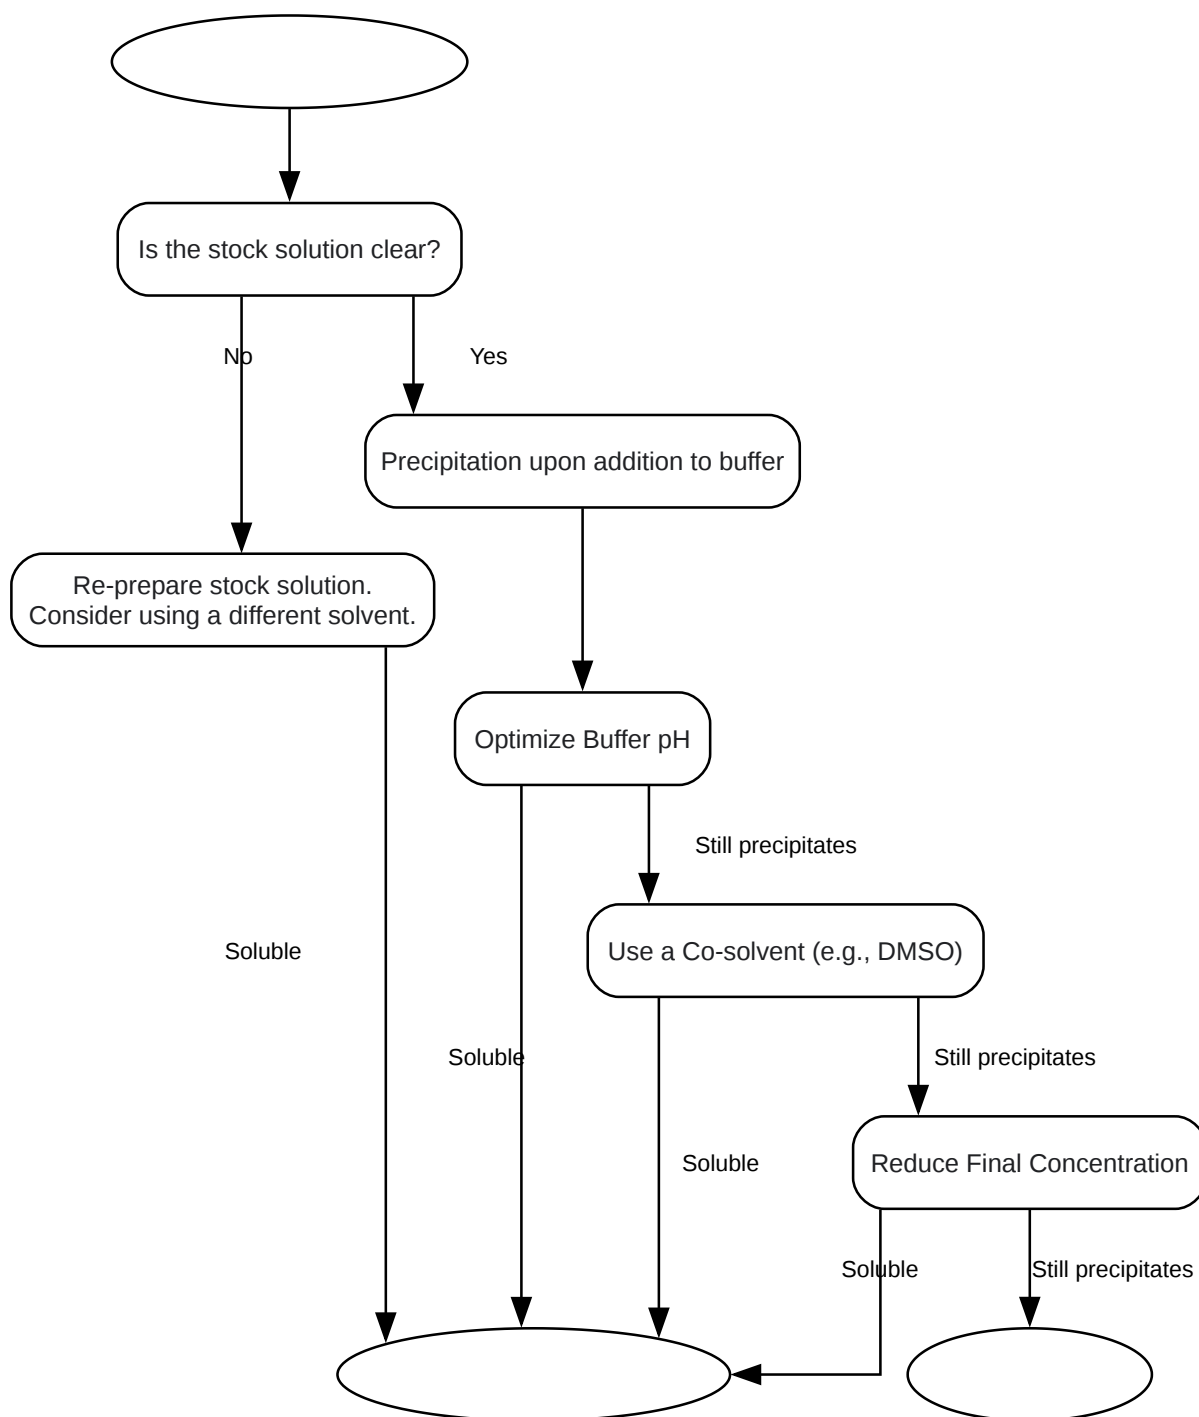 Is the stock solution clear?
No
Yes
Precipitation upon addition to buffer
Re-prepare stock solution.
Consider using a different solvent.
Optimize Buffer pH
Still precipitates
Use a Co-solvent (e.g., DMSO)
Soluble
Soluble
Still precipitates
Soluble
Reduce Final Concentration
Soluble
Still precipitates